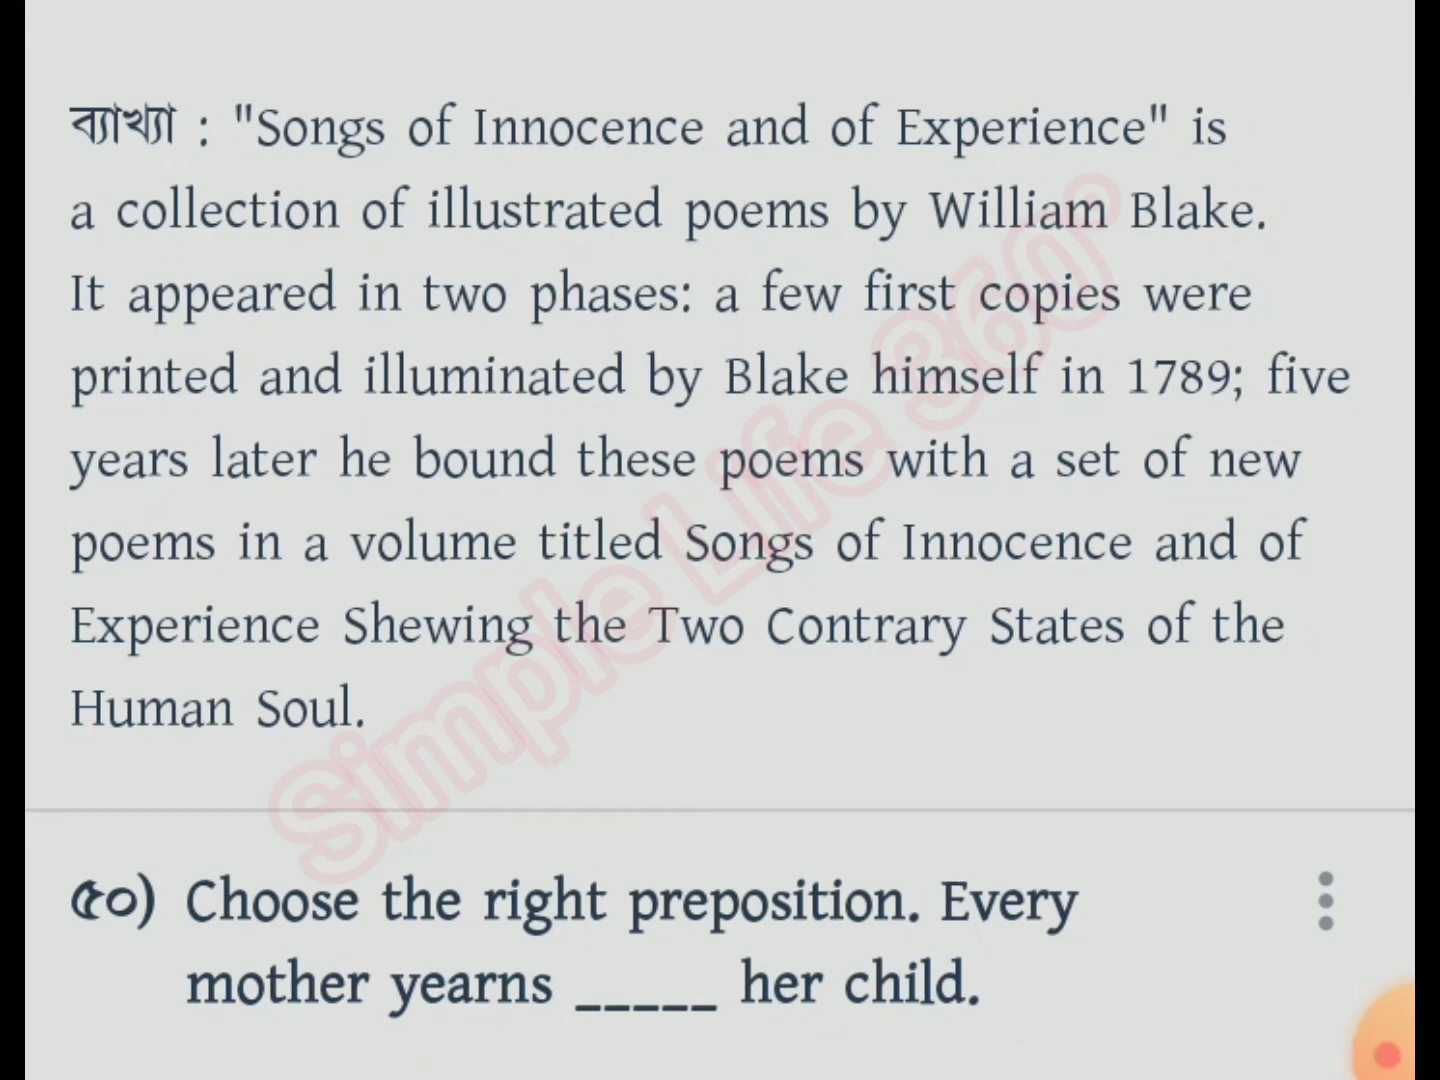 ব্যাখ্যা : "Songs of Innocence and of Experience" is
a collection of illustrated poems by William Blake.
It appeared in two phases: a few first copies were
printed and illuminated by Blake himself in 1789; five
years later he bound these poems with a set of new
poems in a volume titled Songs of Innocence and of
Experience Shewing the Two Contrary States of the
Human Soul.
Simple Life 360°
৫০) Choose the right preposition. Every
mother yearns _____ her child.